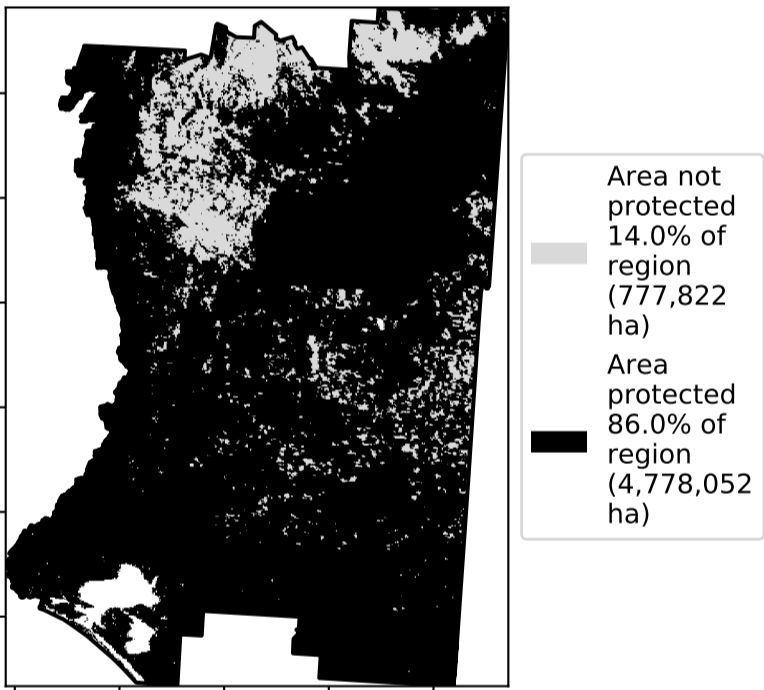 Area not
protected
14.0% of
region
(777,822
ha)
Area
protected
86.0% of
region
(4,778,052
ha)